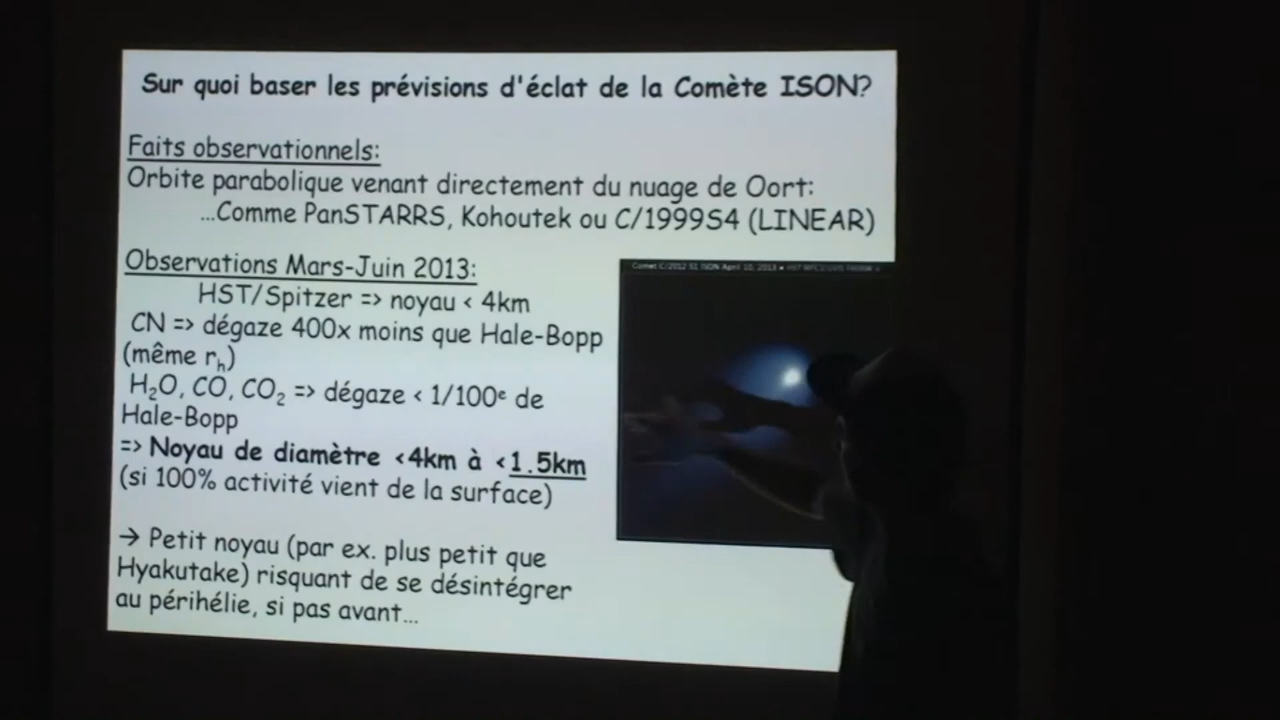 Sur quoi baser les prévisions d'éclat de la Comète ISON?
Faits observationnels:
Orbite parabolique venant directement du nuage de Oort:
...Comme PanSTARRS, Kohoutek ou C/1999S4 (LINEAR)
Observations Mars-Juin 2013:
HST/Spitzer => noyau < 4km
CN => dégaze 400x moins que Hale-Bopp
(même rₕ)
H₂O, CO, CO₂ => dégaze < 1/100ᵉ de
Hale-Bopp
=> Noyau de diamètre <4km à <1.5km
(si 100% activité vient de la surface)
→ Petit noyau (par ex. plus petit que
Hyakutake) risquant de se désintégrer
au périhélie, si pas avant...
Comet C/2012 S1 ISON April 10, 2013